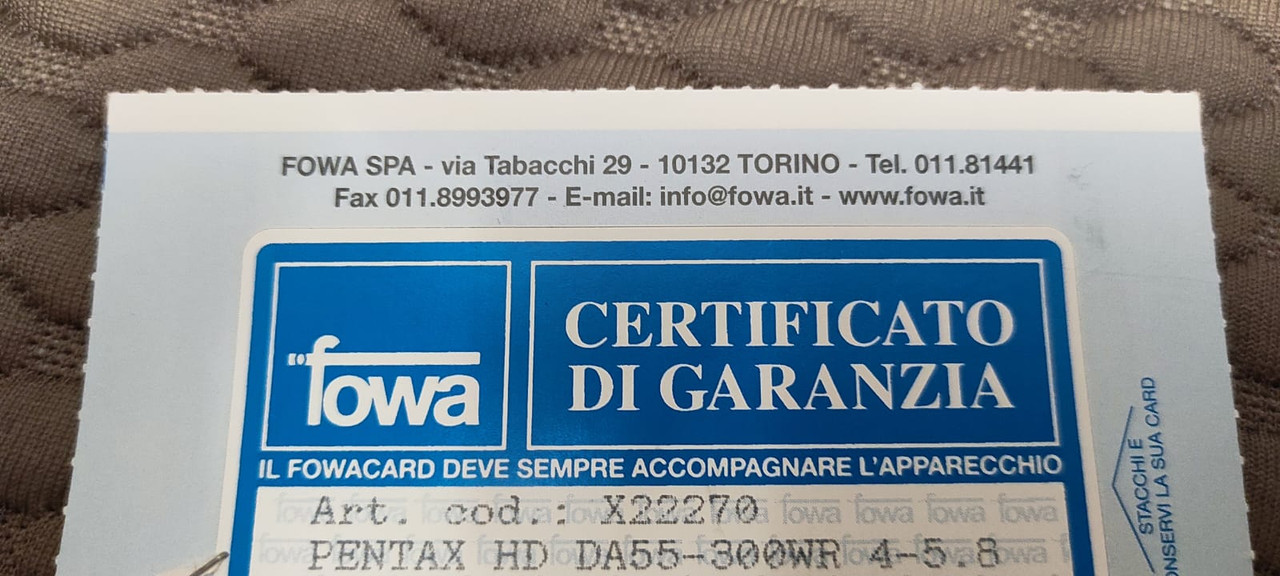 FOWA SPA - via Tabacchi 29 - 10132 TORINO - Tel. 011.81441
Fax 011.8993977 - E-mail: info@fowa.it - www.fowa.it
fowa
CERTIFICATO
DI GARANZIA
IL FOWACARD DEVE SEMPRE ACCOMPAGNARE L'APPARECCHIO
Art. cod.: X22270
PENTAX HD DA55-300WR 4-5.8
STACCHI E
CONSERVI LA SUA CARD